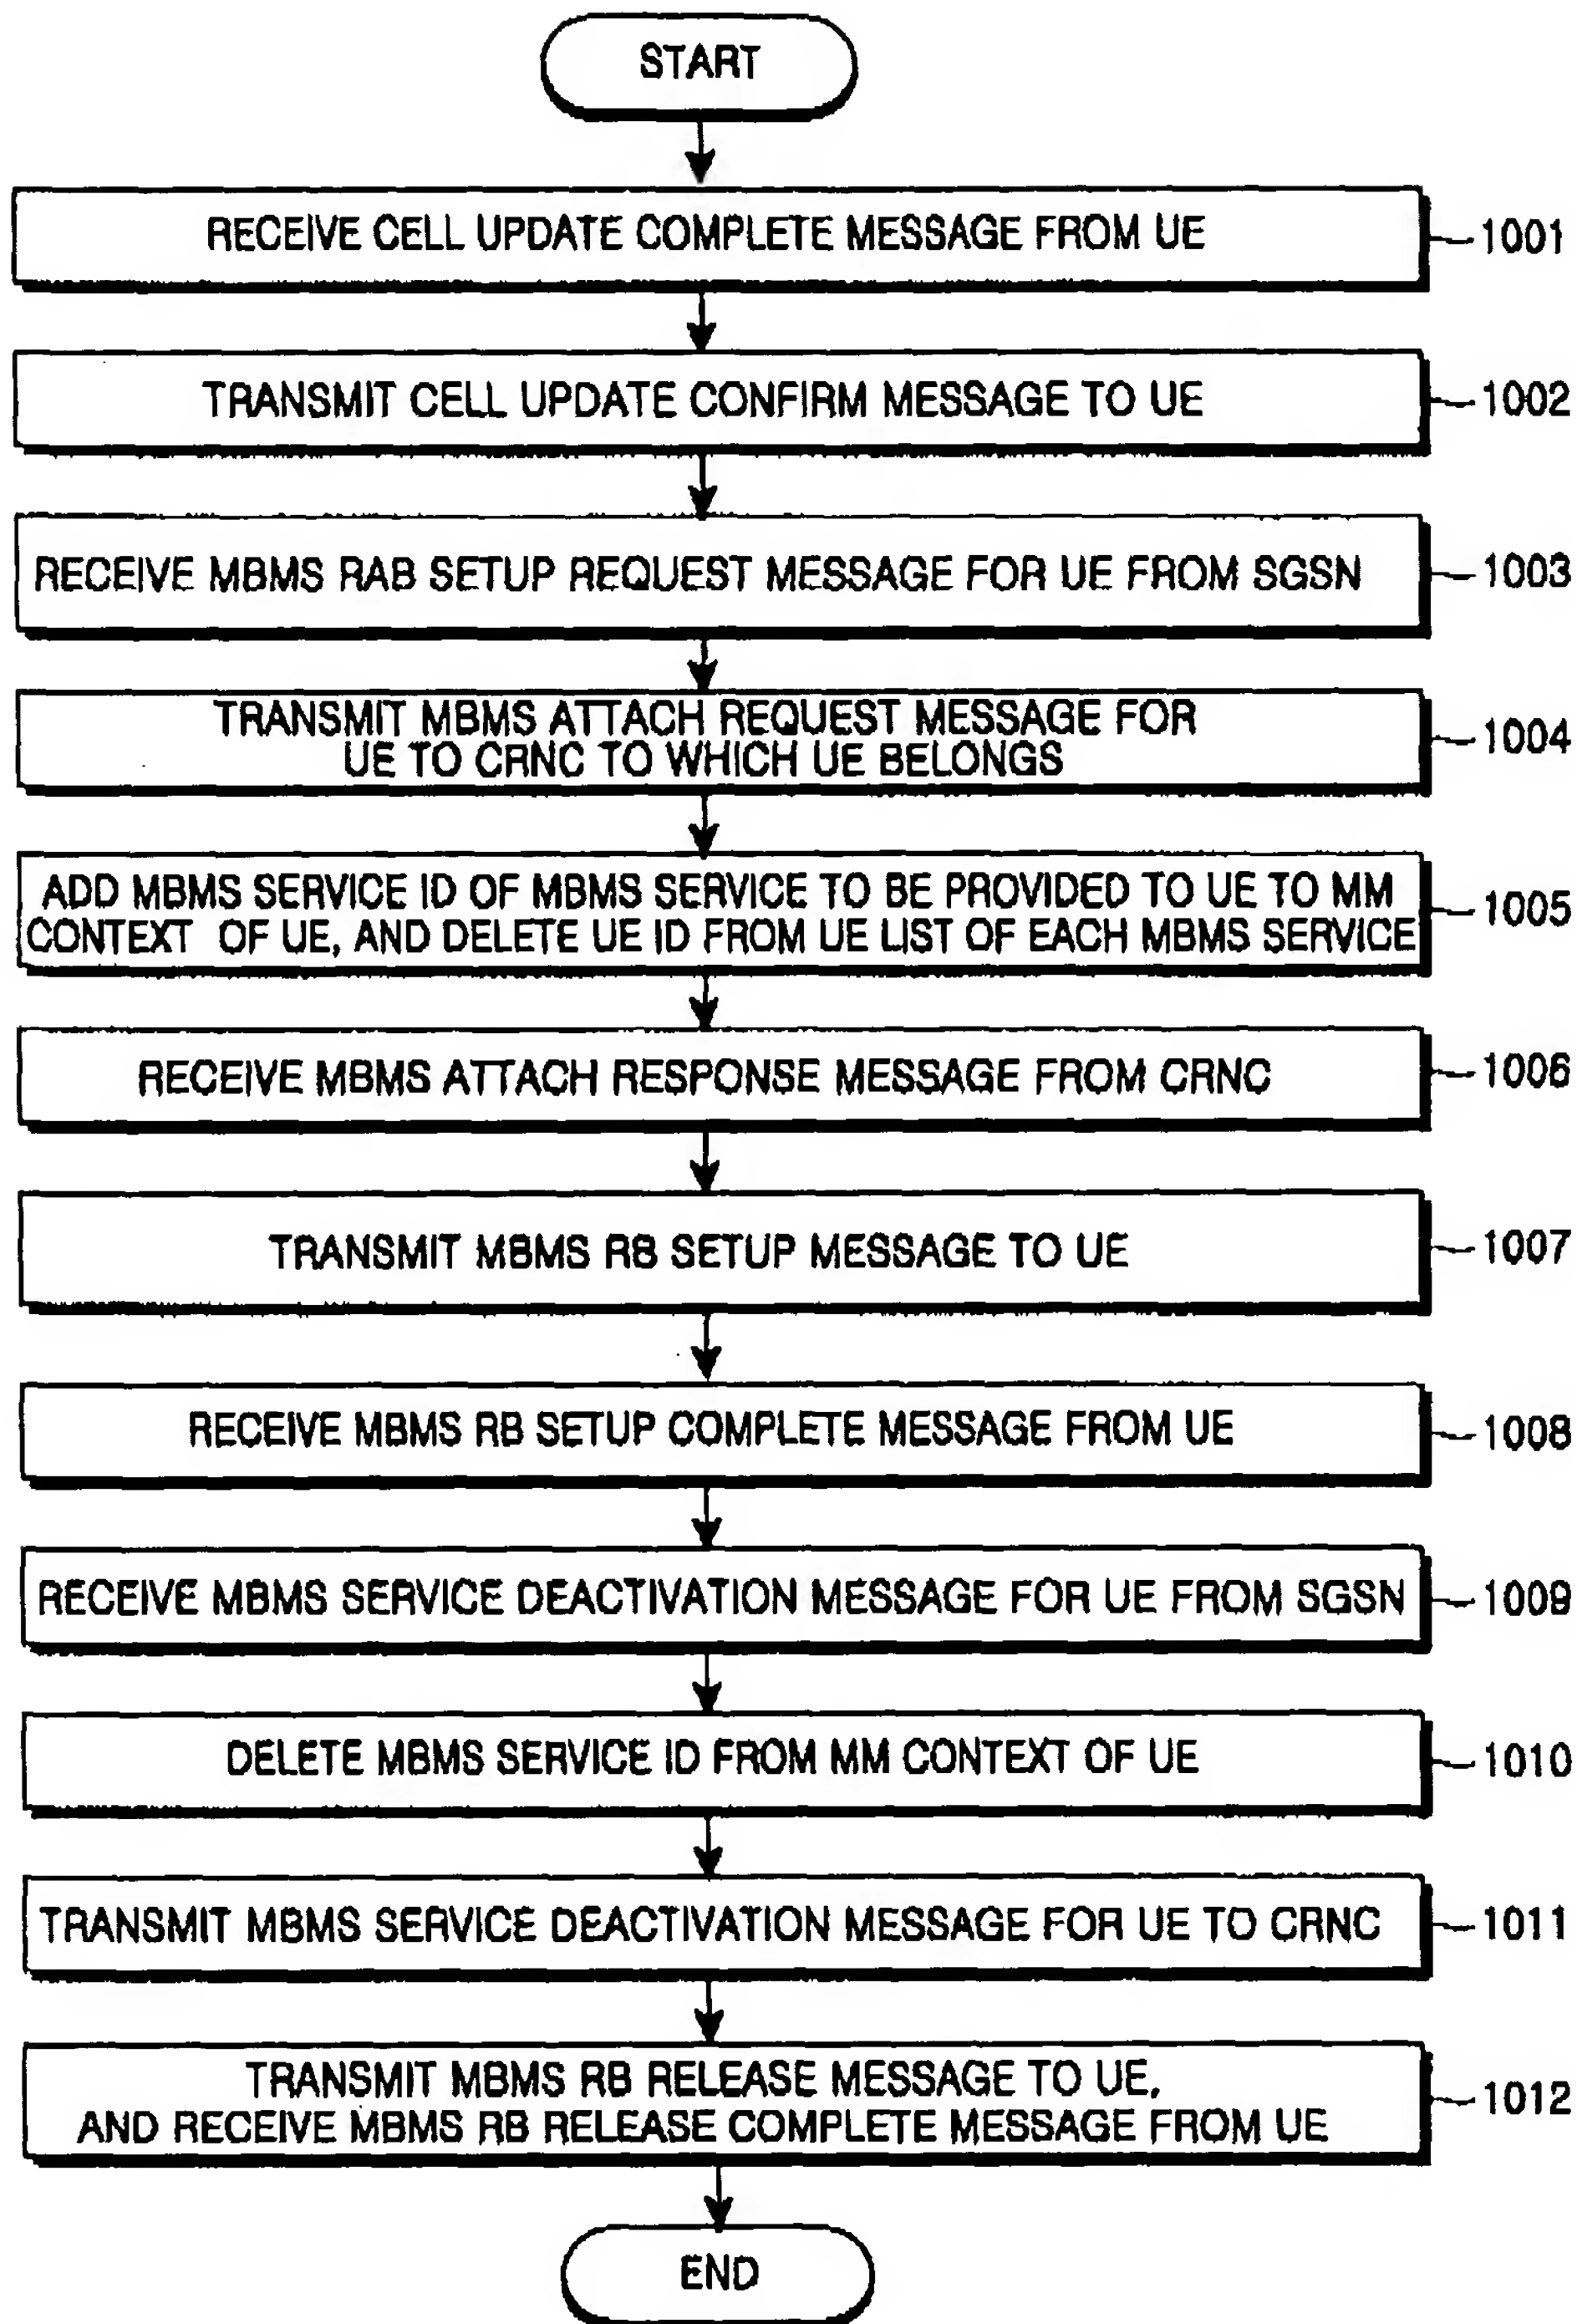 START
RECEIVE CELL UPDATE COMPLETE MESSAGE FROM UE
1001
TRANSMIT CELL UPDATE CONFIRM MESSAGE TO UE
1002
RECEIVE MBMS RAB SETUP REQUEST MESSAGE FOR UE FROM SGSN
1003
TRANSMIT MBMS ATTACH REQUEST MESSAGE FOR
UE TO CRNC TO WHICH UE BELONGS
1004
ADD MBMS SERVICE ID OF MBMS SERVICE TO BE PROVIDED TO UE TO MM
CONTEXT OF UE, AND DELETE UE ID FROM UE LIST OF EACH MBMS SERVICE
1005
RECEIVE MBMS ATTACH RESPONSE MESSAGE FROM CRNC
1006
TRANSMIT MBMS RB SETUP MESSAGE TO UE
1007
RECEIVE MBMS RB SETUP COMPLETE MESSAGE FROM UE
1008
RECEIVE MBMS SERVICE DEACTIVATION MESSAGE FOR UE FROM SGSN
1009
DELETE MBMS SERVICE ID FROM MM CONTEXT OF UE
1010
TRANSMIT MBMS SERVICE DEACTIVATION MESSAGE FOR UE TO CRNC
1011
TRANSMIT MBMS RB RELEASE MESSAGE TO UE,
AND RECEIVE MBMS RB RELEASE COMPLETE MESSAGE FROM UE
1012
END